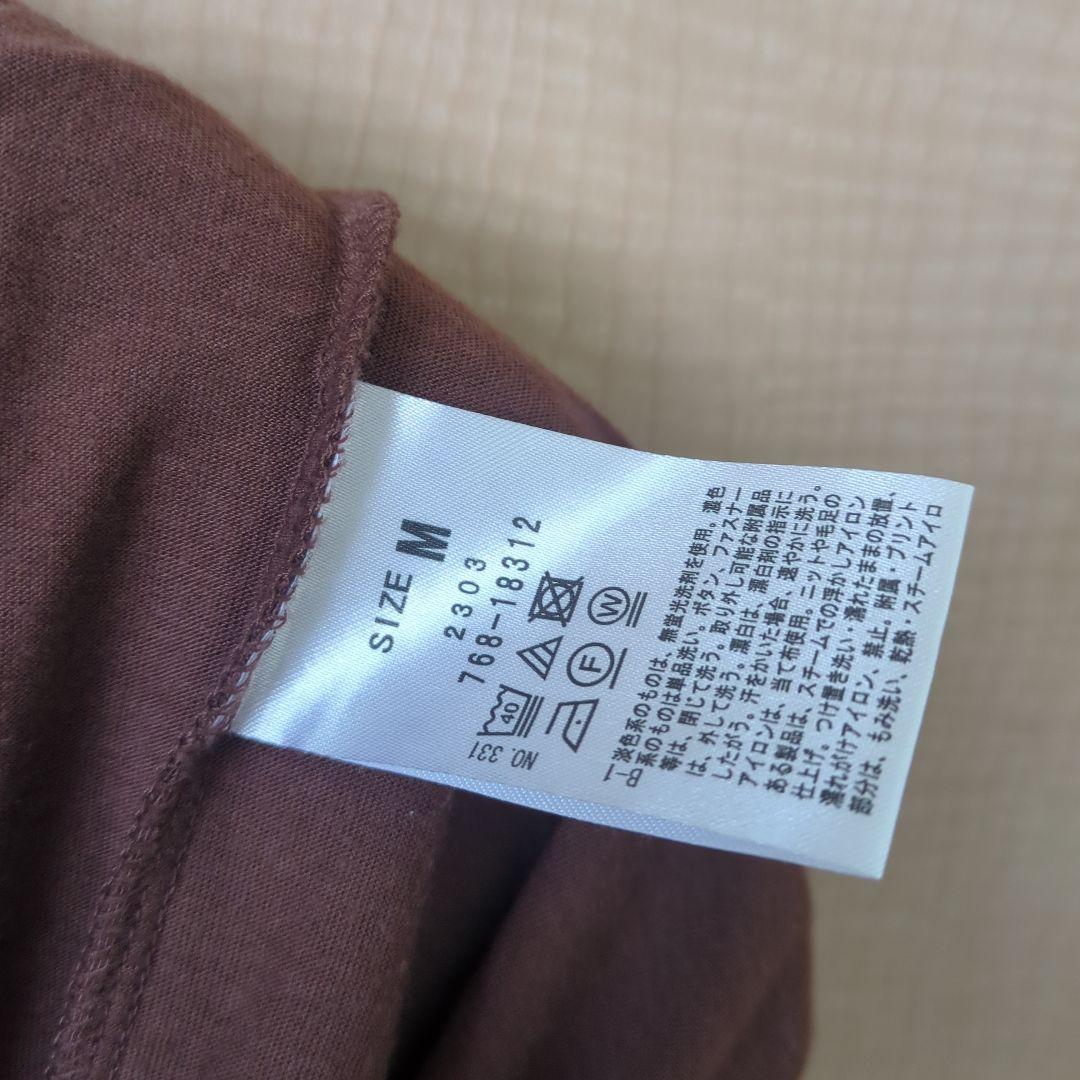 SIZE M
2303
768-18312
40
F
W
NO.331
B-1
淡色系のものは、無蛍光洗剤を使用。濃色
系のものは単品洗い。ボタン、ファスナー
等は、閉じて洗う。取り外し可能な附属品
は、外して洗う。漂白は、漂白剤の指示に
したがう。汗をかいた場合、速やかに洗う。
アイロンは、当て布使用。ニットや毛足の
ある製品は、スチームでの浮かしアイロン
仕上げ。つけ置き洗い・濡れたままの放置、
濡れがけアイロン、禁止。附属・プリント
部分は、もみ洗い、乾熱・スチームアイロ